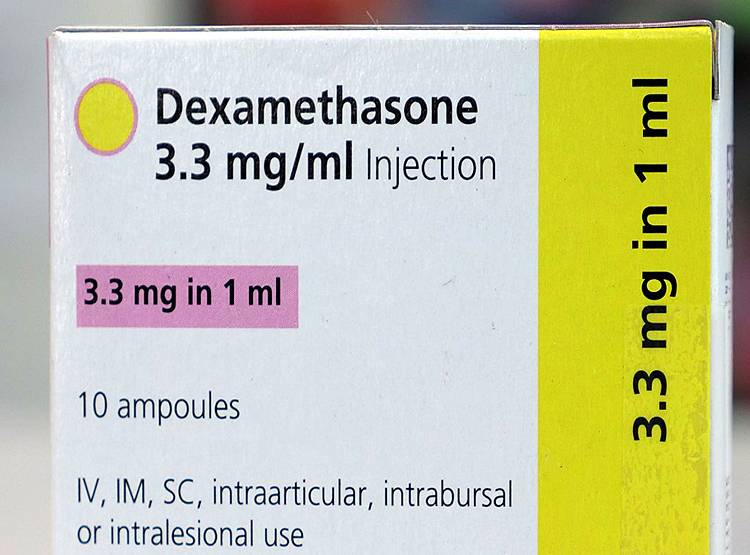 Dexamethasone
3.3 mg/ml Injection
3.3 mg in 1 ml
10 ampoules
IV, IM, SC, intraarticular, intrabursal
or intralesional use
3.3 mg in 1 ml